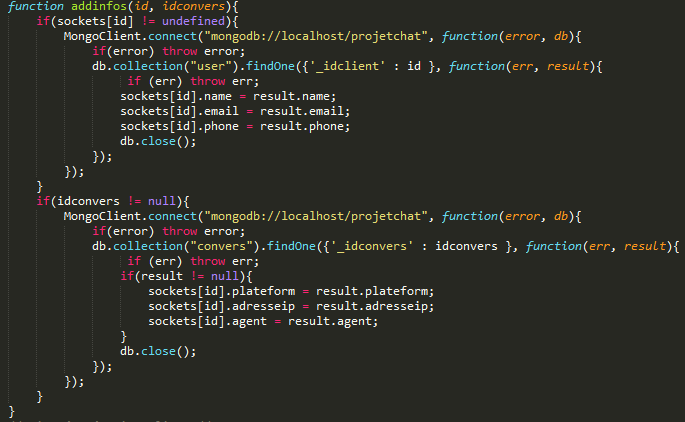 function addinfos(id, idconvers){
    if(sockets[id] != undefined){
        MongoClient.connect("mongodb://localhost/projetchat", function(error, db){
            if(error) throw error;
            db.collection("user").findOne({'_idclient' : id }, function(err, result){
                 if (err) throw err;
                sockets[id].name = result.name;
                sockets[id].email = result.email;
                sockets[id].phone = result.phone;
                db.close();
            });
        });
    }
    if(idconvers != null){
        MongoClient.connect("mongodb://localhost/projetchat", function(error, db){
            if(error) throw error;
            db.collection("convers").findOne({'_idconvers' : idconvers }, function(err, result){
                 if (err) throw err;
                if(result != null){
                    sockets[id].plateform = result.plateform;
                    sockets[id].adresseip = result.adresseip;
                    sockets[id].agent = result.agent;
                }
                db.close();
            });
        });
    }
}